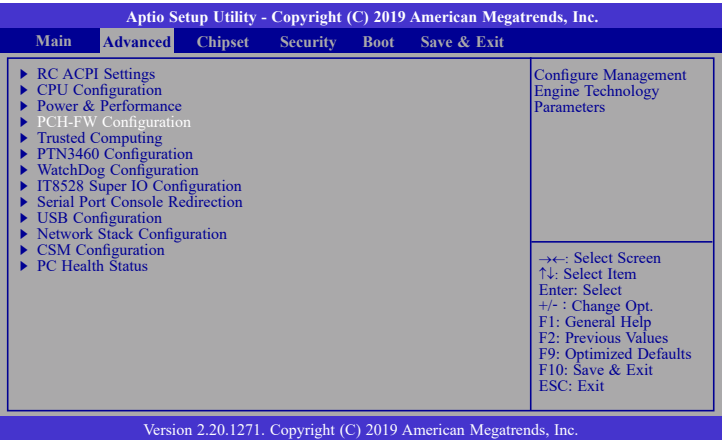 Aptio Setup Utility - Copyright (C) 2019 American Megatrends, Inc.
Main Advanced Chipset Security Boot Save & Exit
RC ACPI Settings
CPU Configuration
Power & Performance
PCH-FW Configuration
Trusted Computing
PTN3460 Configuration
WatchDog Configuration
IT8528 Super IO Configuration
Serial Port Console Redirection
USB Configuration
Network Stack Configuration
CSM Configuration
PC Health Status
Configure Management
Engine Technology
Parameters
→←: Select Screen
↑↓: Select Item
Enter: Select
+/- : Change Opt.
F1: General Help
F2: Previous Values
F9: Optimized Defaults
F10: Save & Exit
ESC: Exit
Version 2.20.1271. Copyright (C) 2019 American Megatrends, Inc.